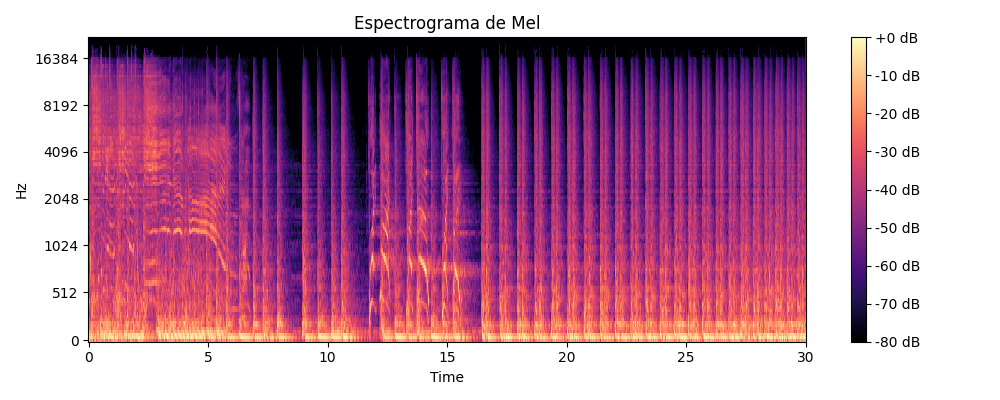 Espectrograma de Mel
Hz
16384
8192
4096
2048
1024
512
0
0 5 10 15 20 25 30
Time
+0 dB
-10 dB
-20 dB
-30 dB
-40 dB
-50 dB
-60 dB
-70 dB
-80 dB